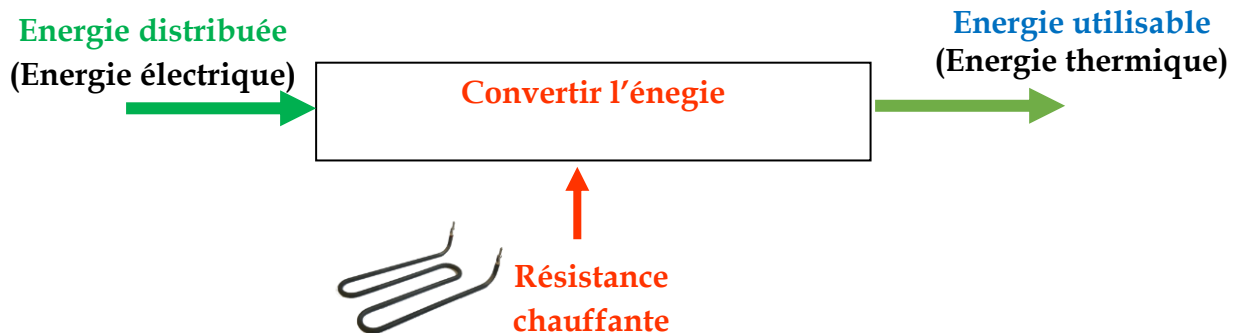 Energie distribuée
(Energie électrique)
Convertir l’énegie
Energie utilisable
(Energie thermique)
Résistance
chauffante